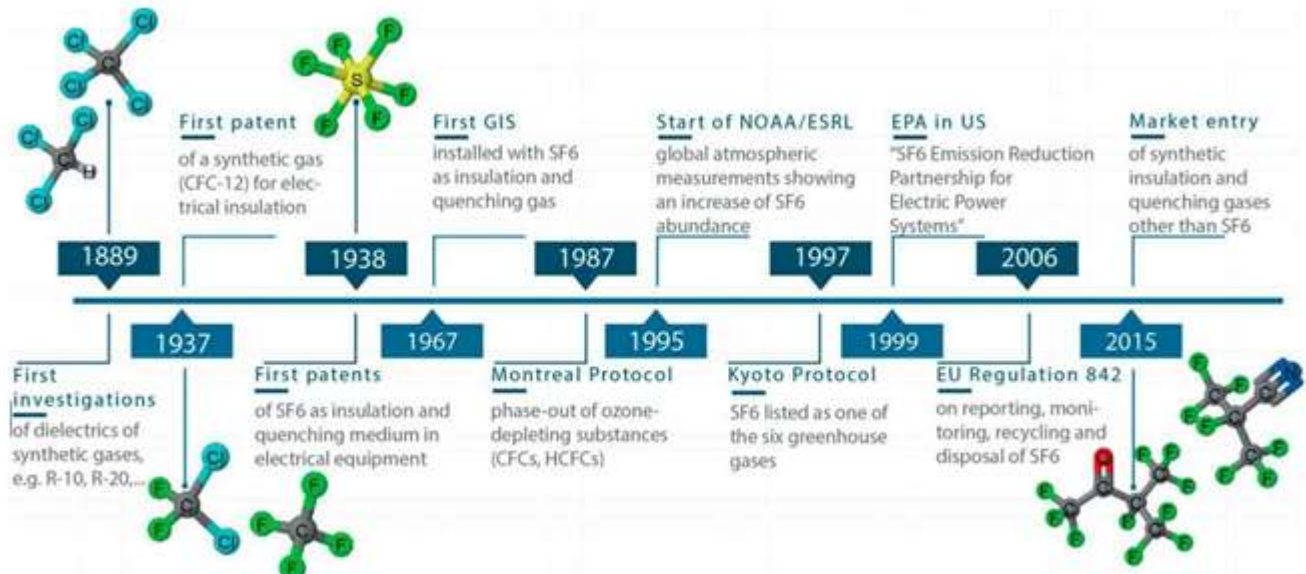 First patent
of a synthetic gas
(CFC-12) for elec-
trical insulation
First GIS
installed with SF6
as insulation and
quenching gas
Start of NOAA/ESRL
global atmospheric
measurements showing
an increase of SF6
abundance
EPA in US
"SF6 Emission Reduction
Partnership for
Electric Power
Systems"
Market entry
of synthetic
insulation and
quenching gases
other than SF6
1889
1938
1987
1997
2006
1937
1967
1995
1999
2015
First
investigations
of dielectrics of
synthetic gases,
e.g. R-10, R-20,...
First patents
of SF6 as insulation and
quenching medium in
electrical equipment
Montreal Protocol
phase-out of ozone-
depleting substances
(CFCs, HCFCs)
Kyoto Protocol
SF6 listed as one of
the six greenhouse
gases
EU Regulation 842
on reporting, moni-
toring, recycling and
disposal of SF6
Cl
Cl
C
Cl
Cl
Cl
Cl
C
H
Cl
F
F
F
S
F
F
F
F
C
F
Cl
Cl
F
F
C
F
F
F
F
F
C
C
C
F
F
F
F
F
F
F
C
C
C
F
F
C
C
F
F
F
F